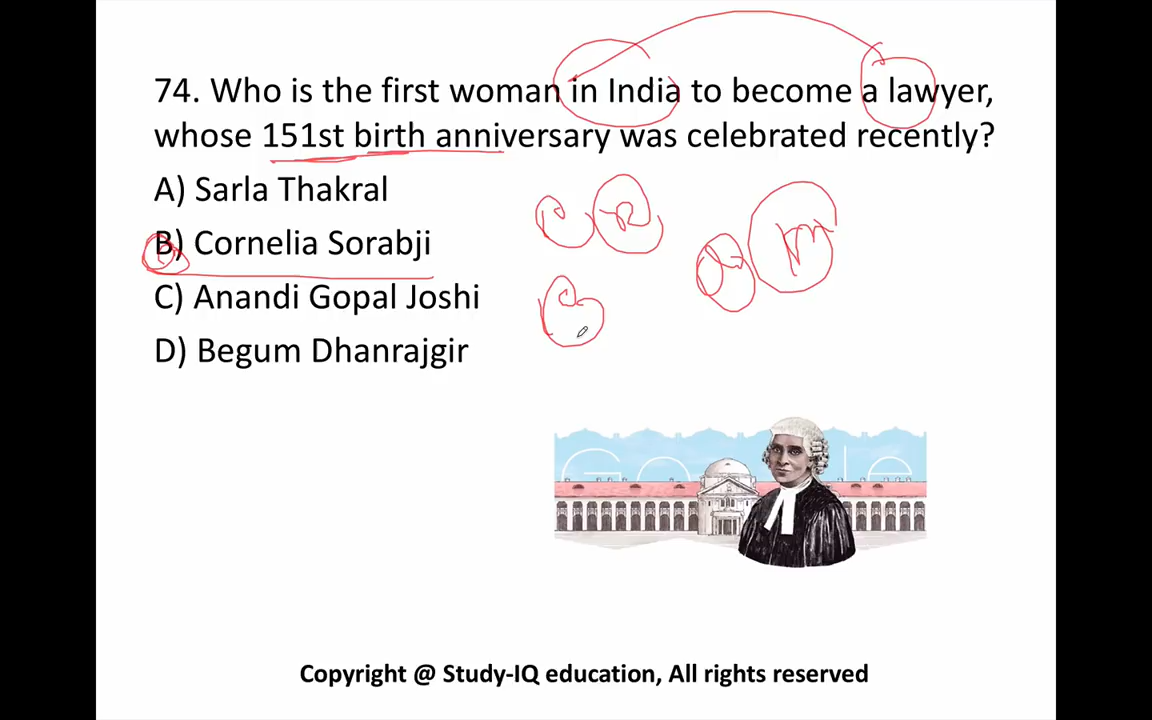 74. Who is the first woman in India to become a lawyer,
whose 151st birth anniversary was celebrated recently?
A) Sarla Thakral
B) Cornelia Sorabji
C) Anandi Gopal Joshi
D) Begum Dhanrajgir
Copyright @ Study-IQ education, All rights reserved